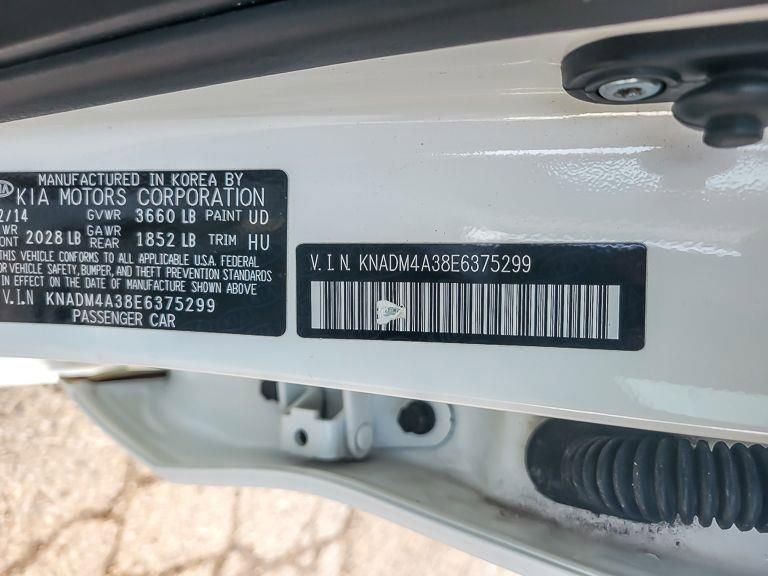 MANUFACTURED IN KOREA BY
KIA MOTORS CORPORATION
2/14 GVWR 3660 LB PAINT UD
WR GAWR
ONT 2028 LB REAR 1852 LB TRIM HU
THIS VEHICLE CONFORMS TO ALL APPLICABLE U.S.A. FEDERAL
VEHICLE SAFETY, BUMPER, AND THEFT PREVENTION STANDARDS
IN EFFECT ON THE DATE OF MANUFACTURE SHOWN ABOVE
V.I.N KNADM4A38E6375299
PASSENGER CAR
V.I.N. KNADM4A38E6375299